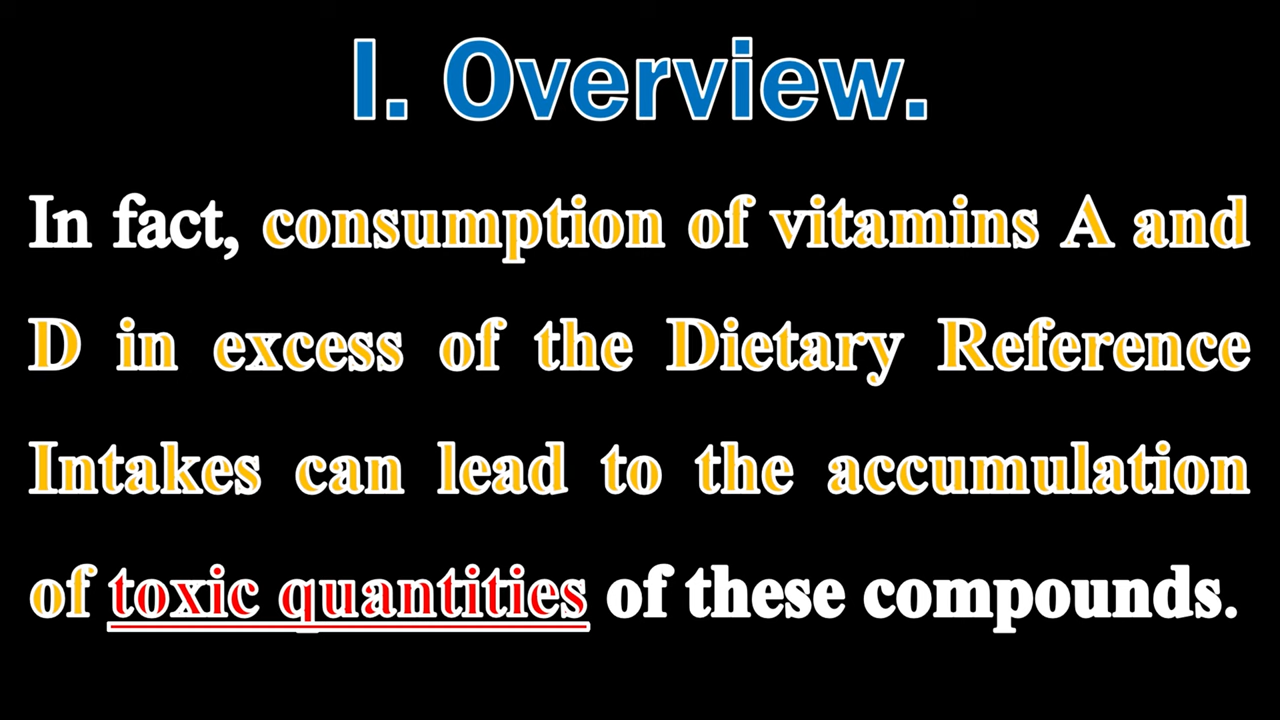 I. Overview.
In fact, consumption of vitamins A and
D in excess of the Dietary Reference
Intakes can lead to the accumulation
of toxic quantities of these compounds.